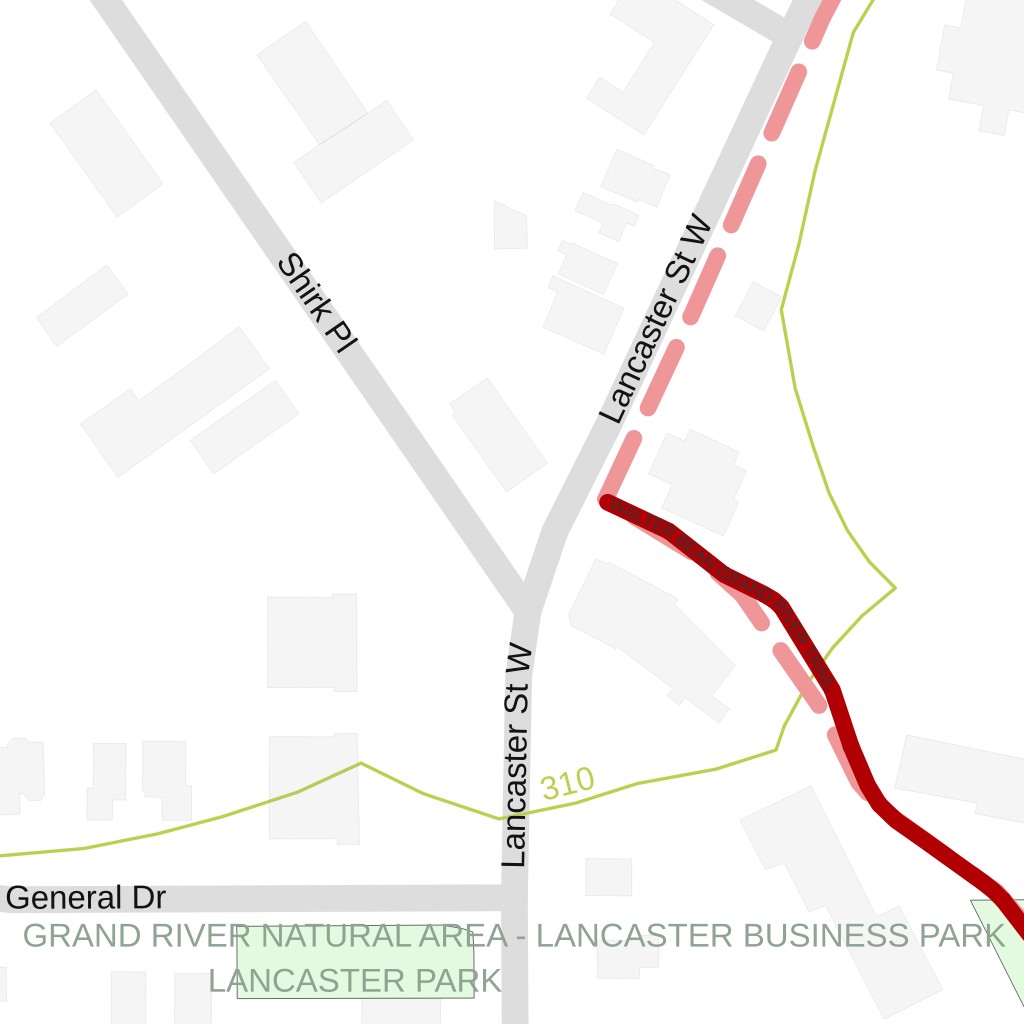 Lancaster St W
Shirk Pl
Lancaster St W
310
General Dr
GRAND RIVER NATURAL AREA - LANCASTER BUSINESS PARK
LANCASTER PARK